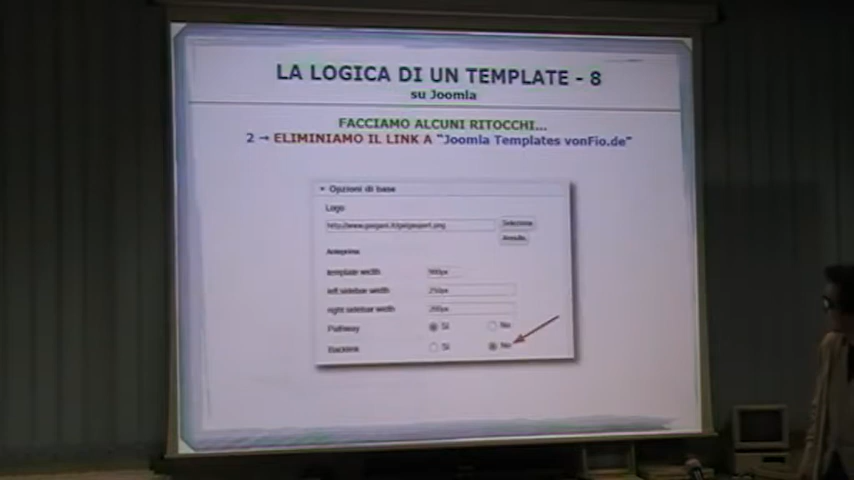 LA LOGICA DI UN TEMPLATE - 8
su Joomla
FACCIAMO ALCUNI RITOCCHI...
2 → ELIMINIAMO IL LINK A "Joomla Templates vonFio.de"
Opzioni di base
Logo
Seleziona
Annulla
Anteprima
template width
left sidebar width 250px
right sidebar width
Pathway Sì No
Backlink Sì No